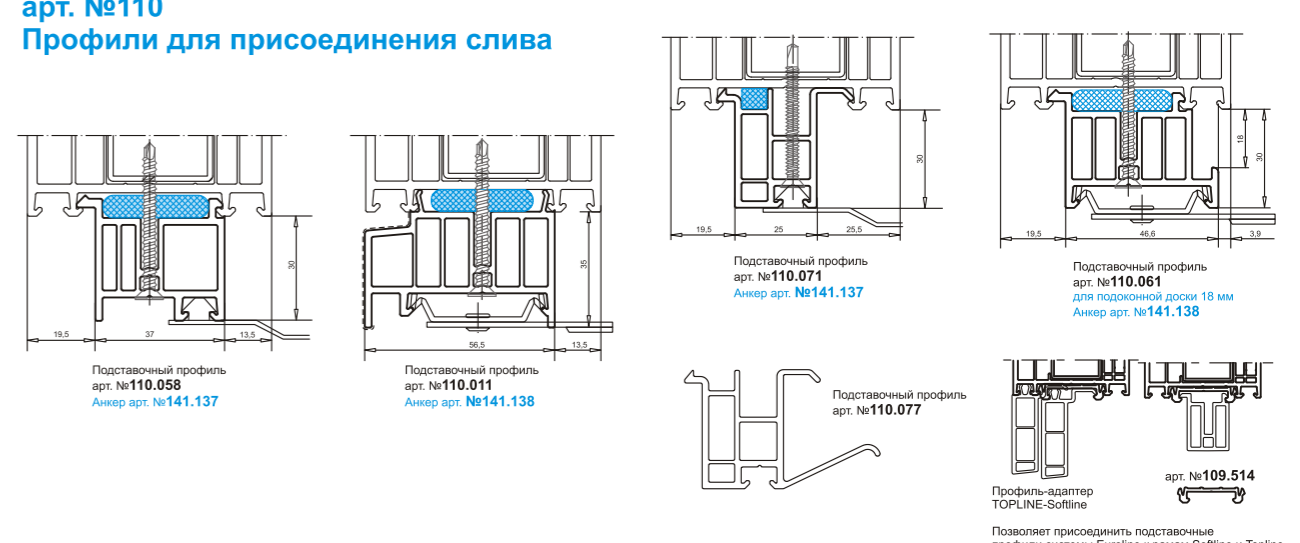 арт. №110
Профили для присоединения слива
30
19,5
37
13,5
Подставочный профиль
арт. №110.058
Анкер арт. №141.137
35
56,5
13,5
Подставочный профиль
арт. №110.011
Анкер арт. №141.138
30
19,5
25
25,5
Подставочный профиль
арт. №110.071
Анкер арт. №141.137
18
30
19,5
46,6
3,9
Подставочный профиль
арт. №110.061
для подоконной доски 18 мм
Анкер арт. №141.138
Подставочный профиль
арт. №110.077
арт. №109.514
Профиль-адаптер
TOPLINE-Softline
Позволяет присоединить подставочные